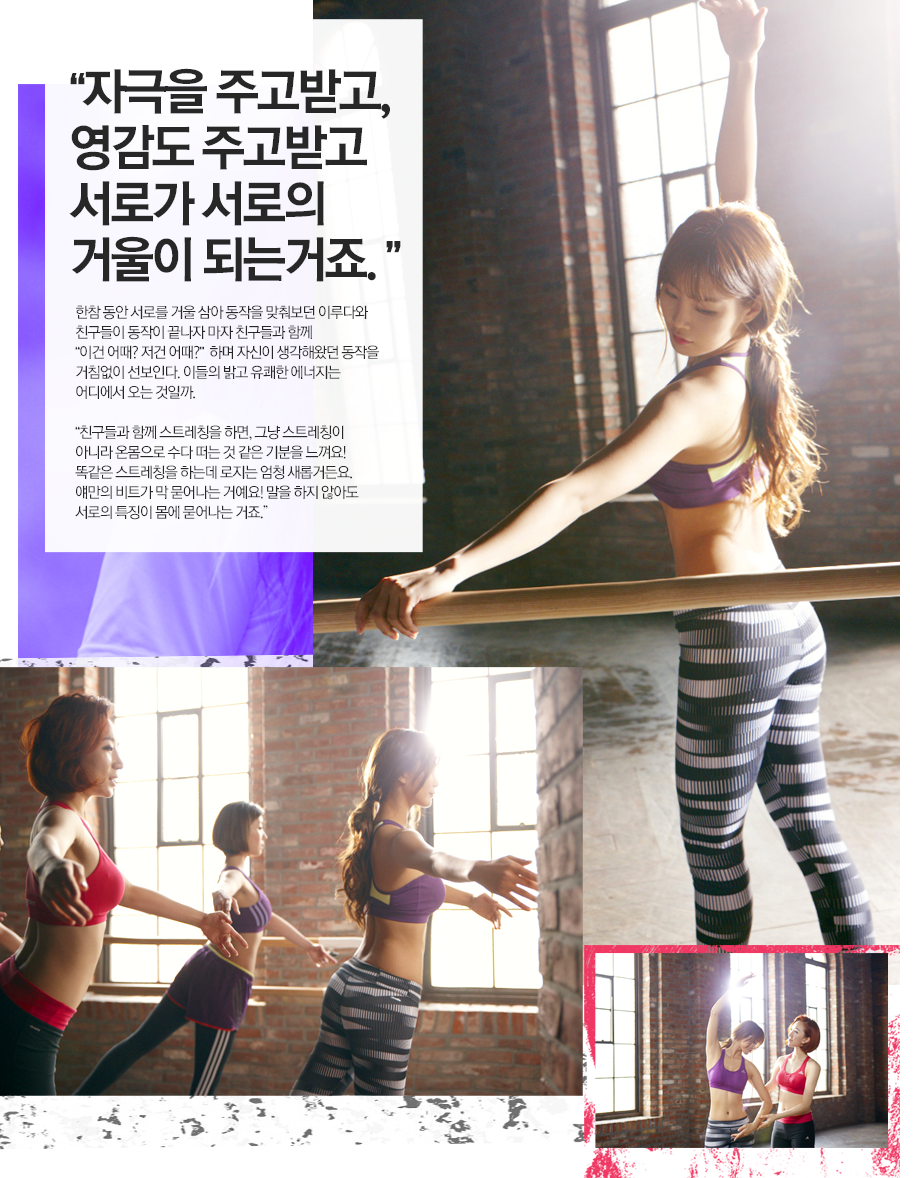 “자극을 주고받고,
영감도 주고받고
서로가 서로의
거울이 되는거죠. ”
한참 동안 서로를 거울 삼아 동작을 맞춰보던 이루다와
친구들이 동작이 끝나자 마자 친구들과 함께
“이건 어때? 저건 어때?“ 하며 자신이 생각해왔던 동작을
거침없이 선보인다. 이들의 밝고 유쾌한 에너지는
어디에서 오는 것일까.
“친구들과 함께 스트레칭을 하면, 그냥 스트레칭이
아니라 온몸으로 수다 떠는 것 같은 기분을 느껴요!
똑같은 스트레칭을 하는데 로지는 엄청 새롭거든요.
얘만의 비트가 막 묻어나는 거예요! 말을 하지 않아도
서로의 특징이 몸에 묻어나는 거죠.”